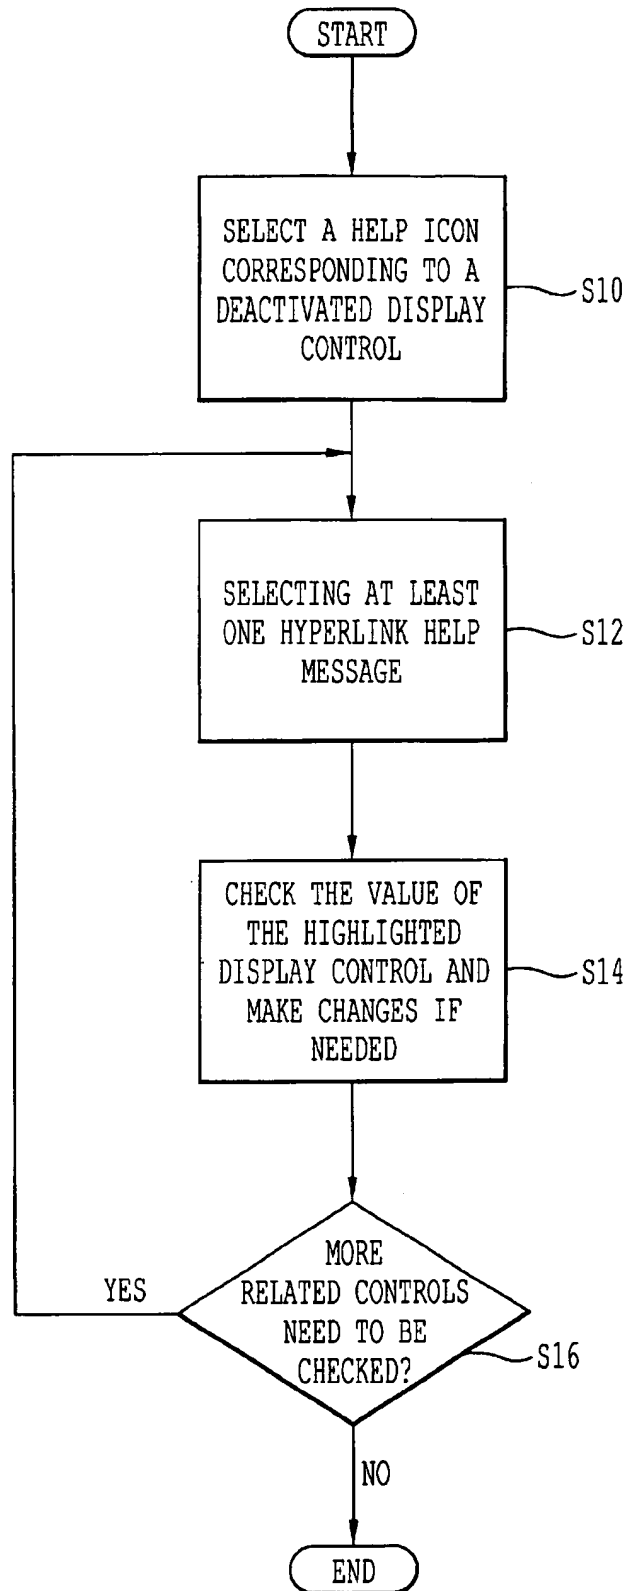 START
SELECT A HELP ICON
CORRESPONDING TO A
DEACTIVATED DISPLAY
CONTROL
S10
SELECTING AT LEAST
ONE HYPERLINK HELP
MESSAGE
S12
CHECK THE VALUE OF
THE HIGHLIGHTED
DISPLAY CONTROL AND
MAKE CHANGES IF
NEEDED
S14
MORE
RELATED CONTROLS
NEED TO BE
CHECKED?
S16
YES
NO
END